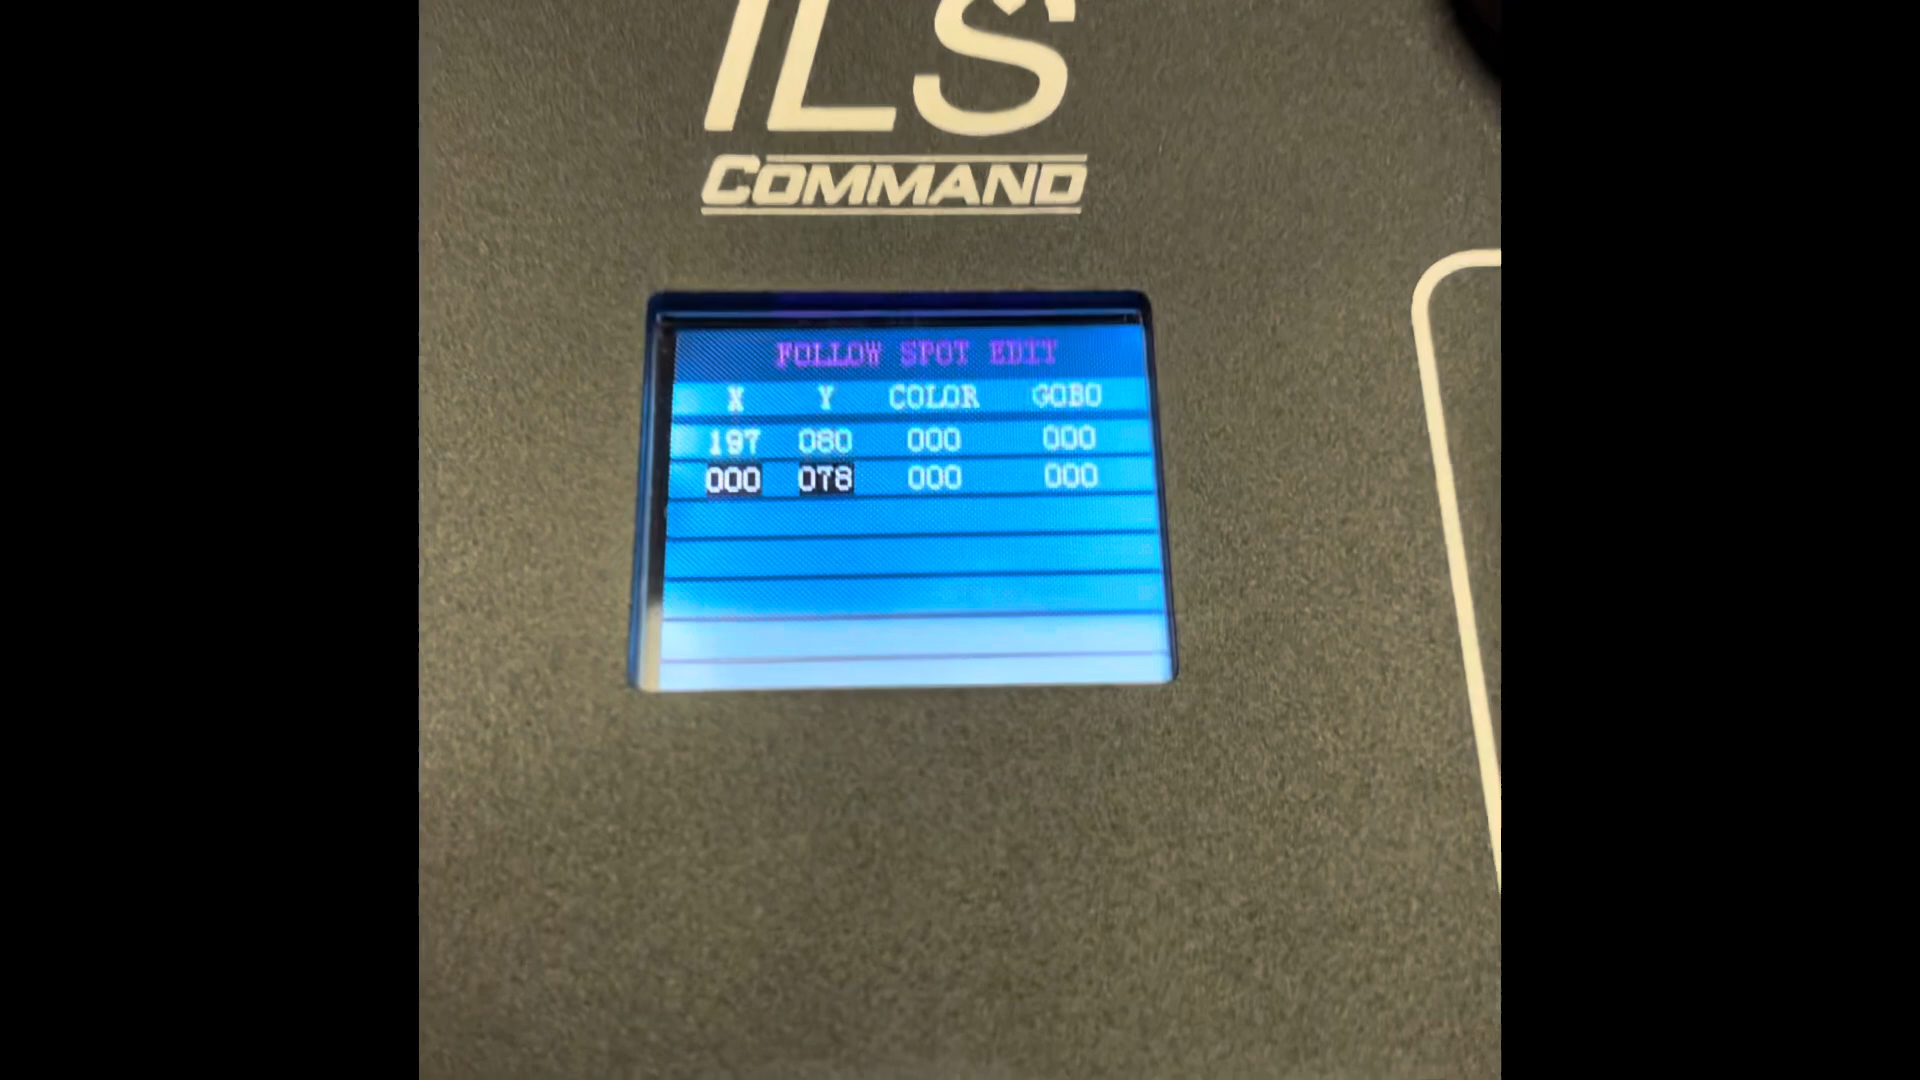 ILS
COMMAND
FOLLOW SPOT EDIT
X Y COLOR GOBO
197 080 000 000
000 078 000 000